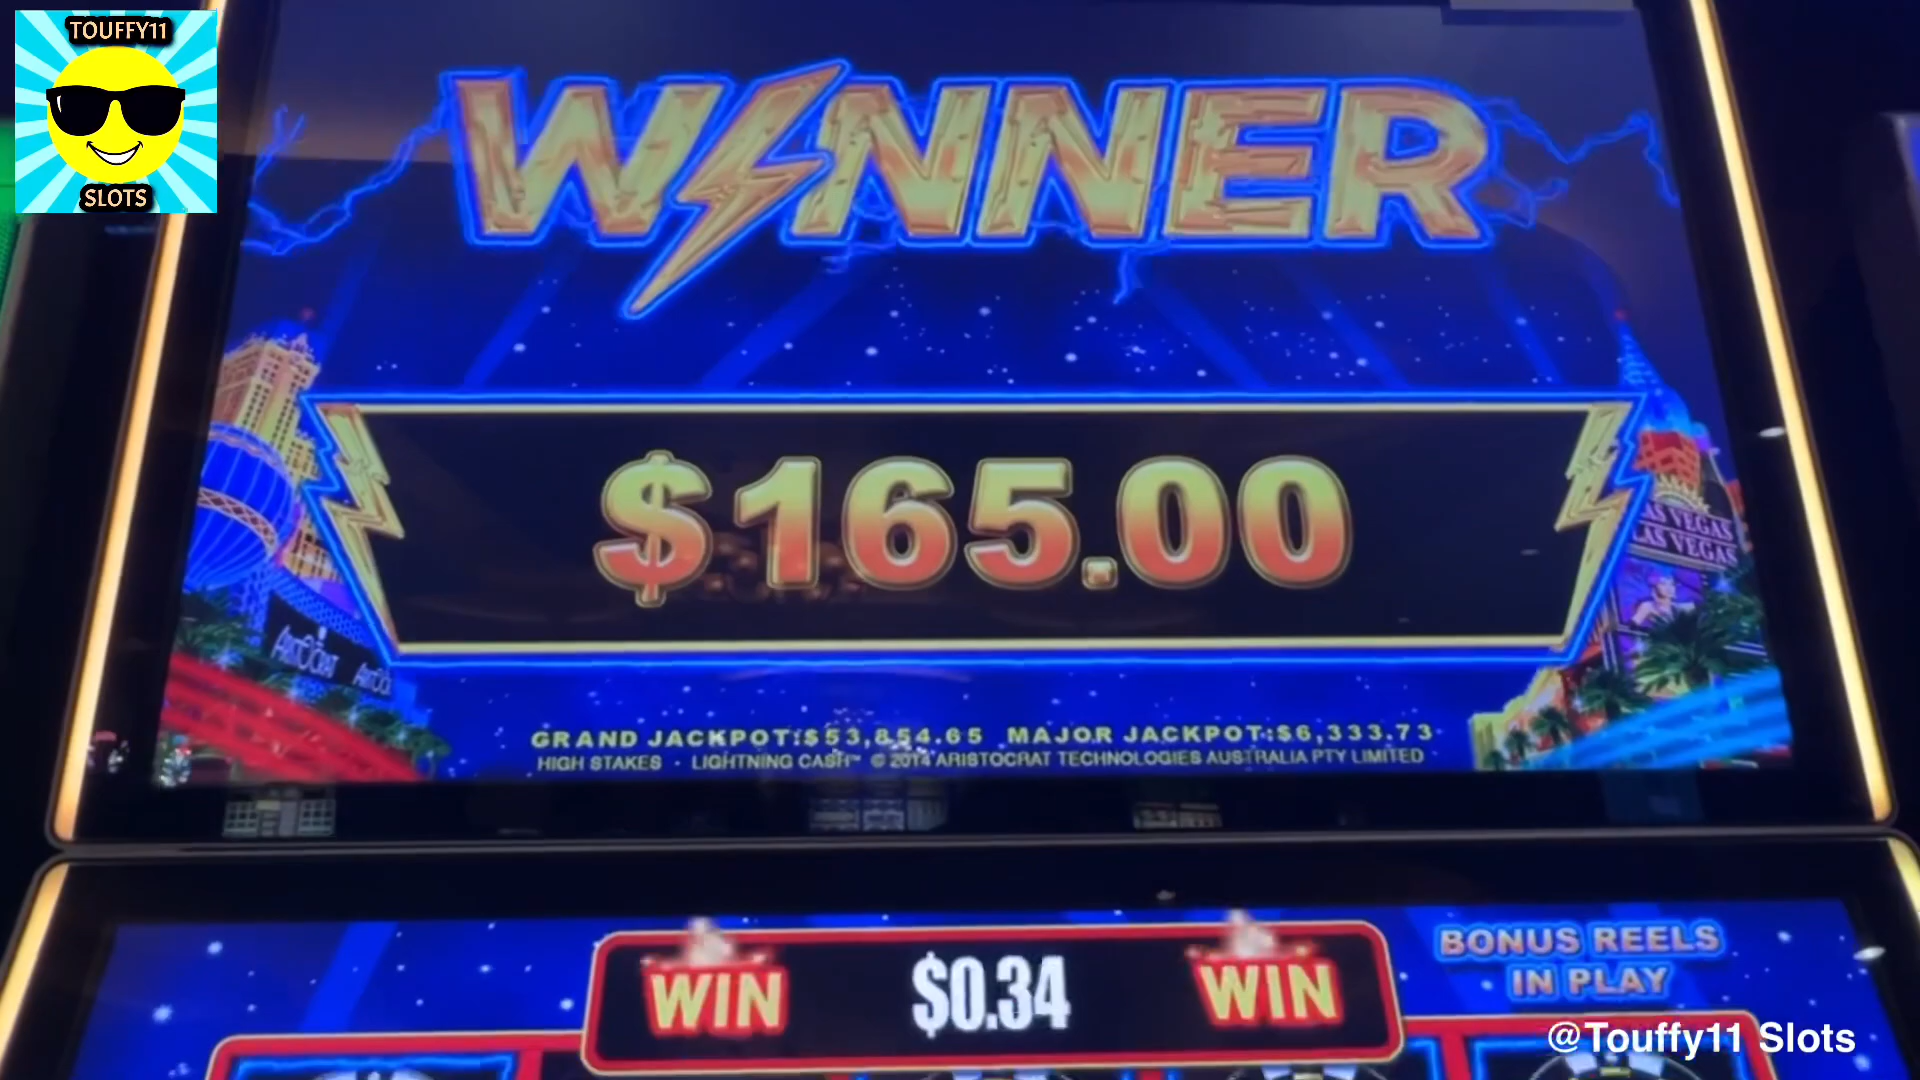 TOUFFY11
SLOTS
WINNER
$165.00
LAS VEGAS
LAS VEGAS
ARISTOCRAT
GRAND JACKPOT:$53,854.65 MAJOR JACKPOT:$6,333.73
HIGH STAKES · LIGHTNING CASH™ © 2014 ARISTOCRAT TECHNOLOGIES AUSTRALIA PTY LIMITED
WIN $0.34 WIN
BONUS REELS
IN PLAY
@Touffy11 Slots